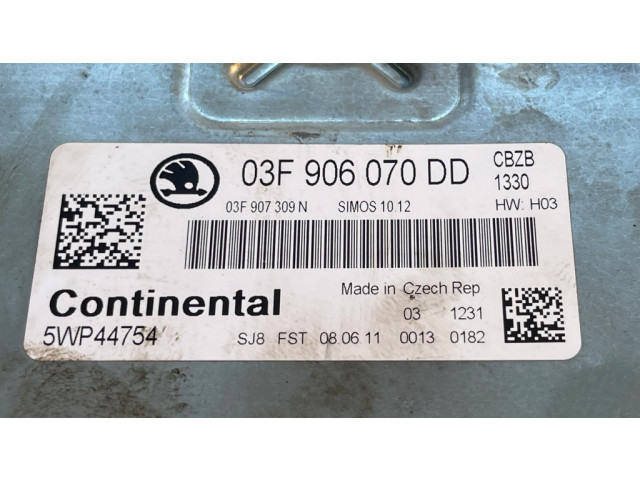 03F 906 070 DD
CBZB
1330
03F 907 309 N SIMOS 10.12
HW: H03
Continental
5WP44754
Made in Czech Rep
03 1231
SJ8 FST 08.06.11 0013 0182